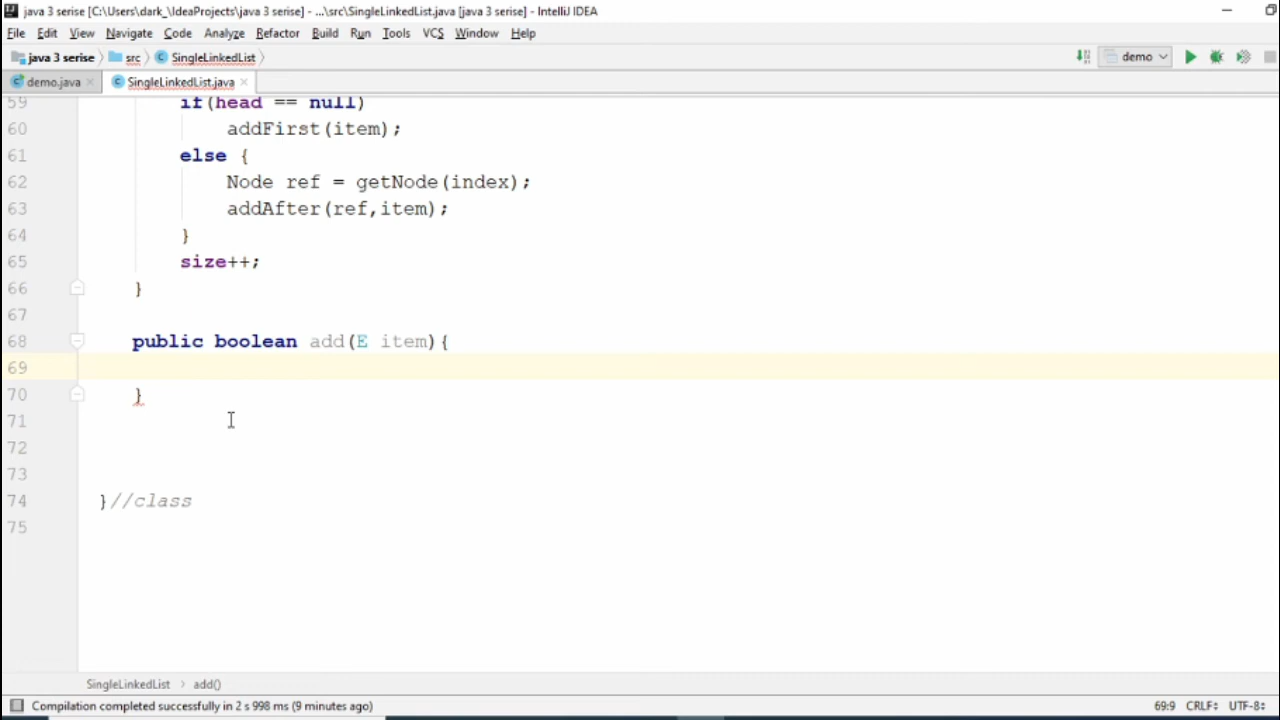 java 3 serise [C:\Users\dark_\IdeaProjects\java 3 serise] - ...\src\SingleLinkedList.java [java 3 serise] - IntelliJ IDEA
File Edit View Navigate Code Analyze Refactor Build Run Tools VCS Window Help
java 3 serise src SingleLinkedList demo
demo.java SingleLinkedList.java
59 if(head == null)
60 addFirst(item);
61 else {
62 Node ref = getNode(index);
63 addAfter(ref,item);
64 }
65 size++;
66 }
67
68 public boolean add(E item){
69
70 }
71
72
73
74 }//class
75
SingleLinkedList > add()
Compilation completed successfully in 2 s 998 ms (9 minutes ago) 69:9 CRLF UTF-8